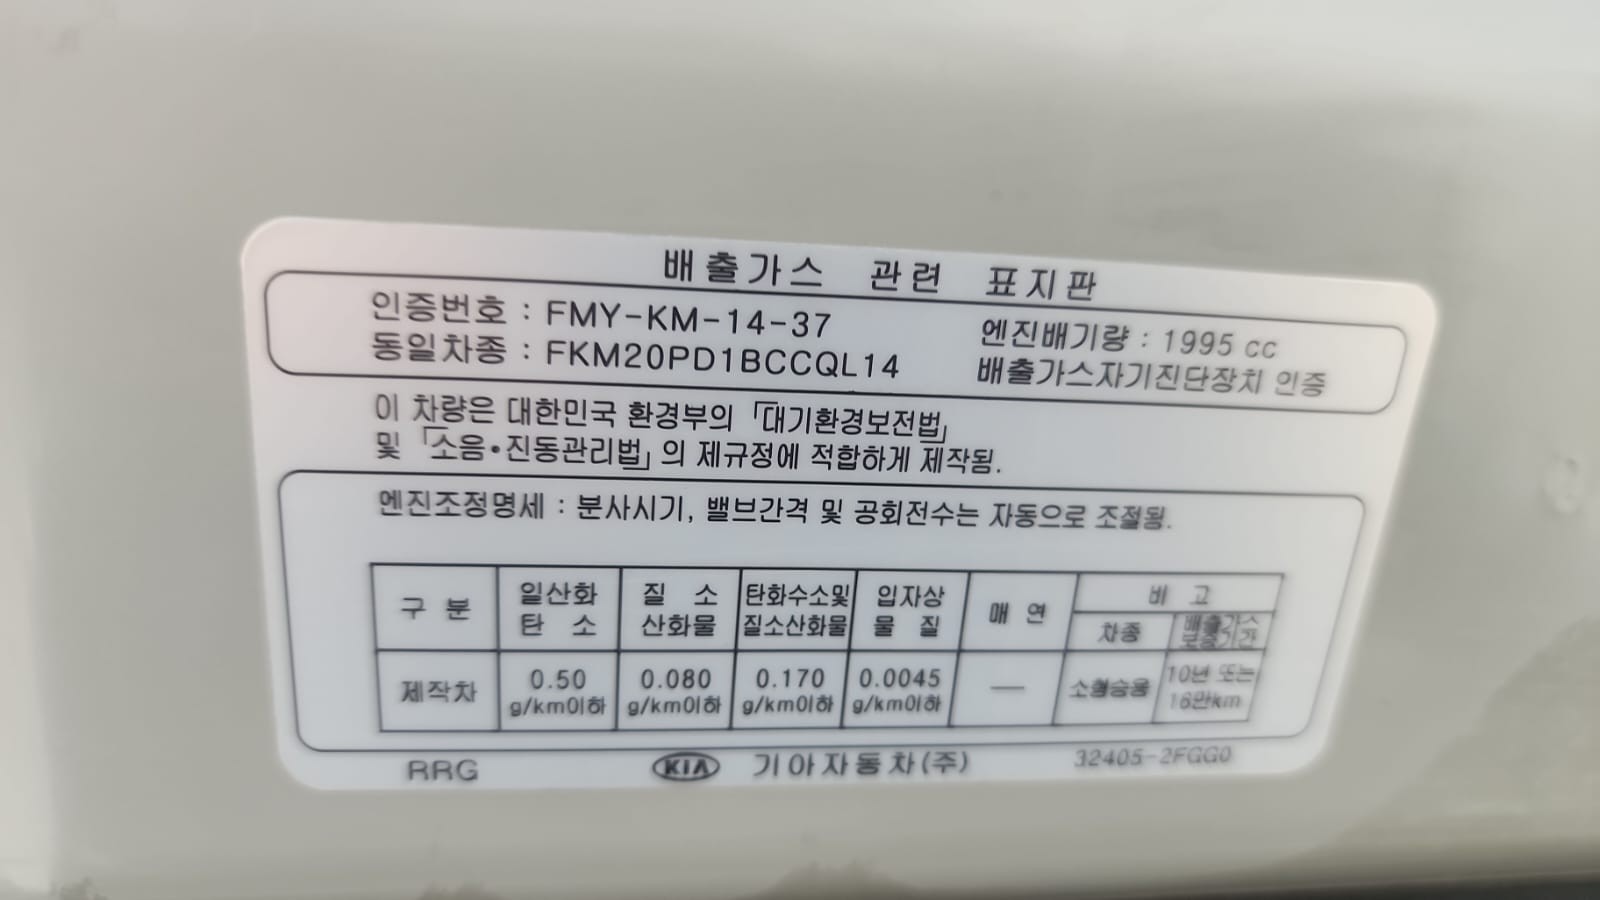 배출가스 관련 표지판
인증번호 : FMY-KM-14-37 엔진배기량 : 1995 cc
동일차종 : FKM20PD1BCCQL14 배출가스자기진단장치 인증
이 차량은 대한민국 환경부의 「대기환경보전법」
및 「소음•진동관리법」의 제규정에 적합하게 제작됨.
엔진조정명세 : 분사시기, 밸브간격 및 공회전수는 자동으로 조절됨.
구 분 일산화 탄 소 질 소 산화물 탄화수소및 질소산화물 입자상 물 질 매 연 비 고
차종 배출가스 보증기간
제작차 0.50 g/km이하 0.080 g/km이하 0.170 g/km이하 0.0045 g/km이하 — 소형승용 10년 또는 16만km
RRG KIA 기아자동차(주) 32405-2FGG0